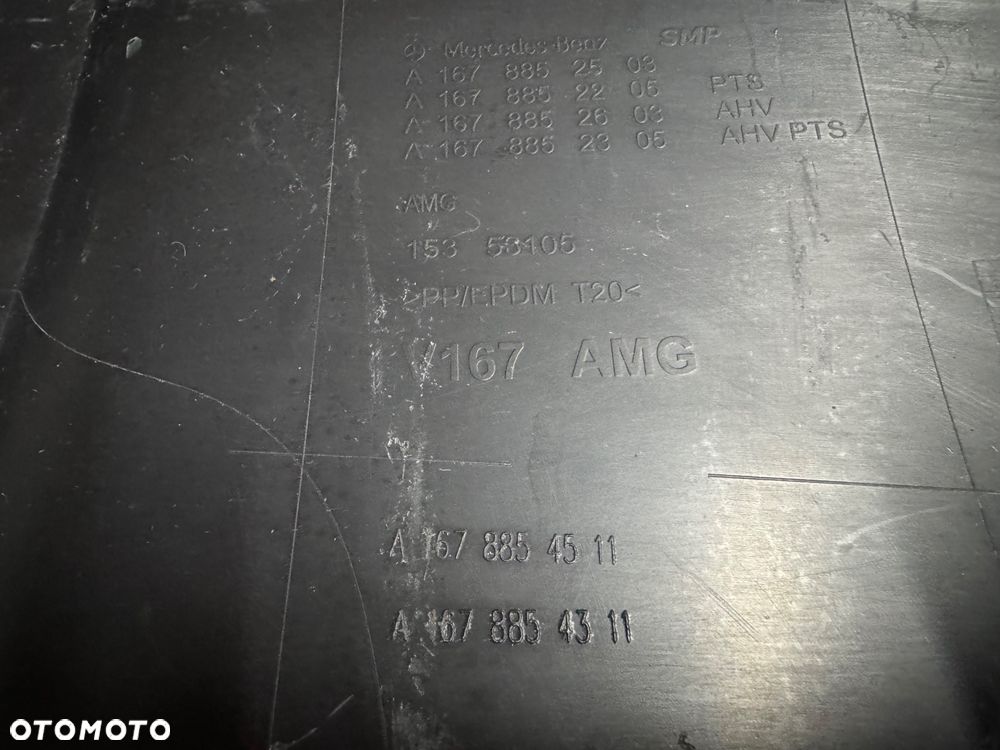 Mercedes-Benz SMP
A 167 885 25 03
A 167 885 22 05 PTS
A 167 885 26 03 AHV
A 167 885 23 05 AHV PTS
AMG
153 53105
>PP/EPDM T20<
V167 AMG
A 167 885 45 11
A 167 885 43 11
OTOMOTO